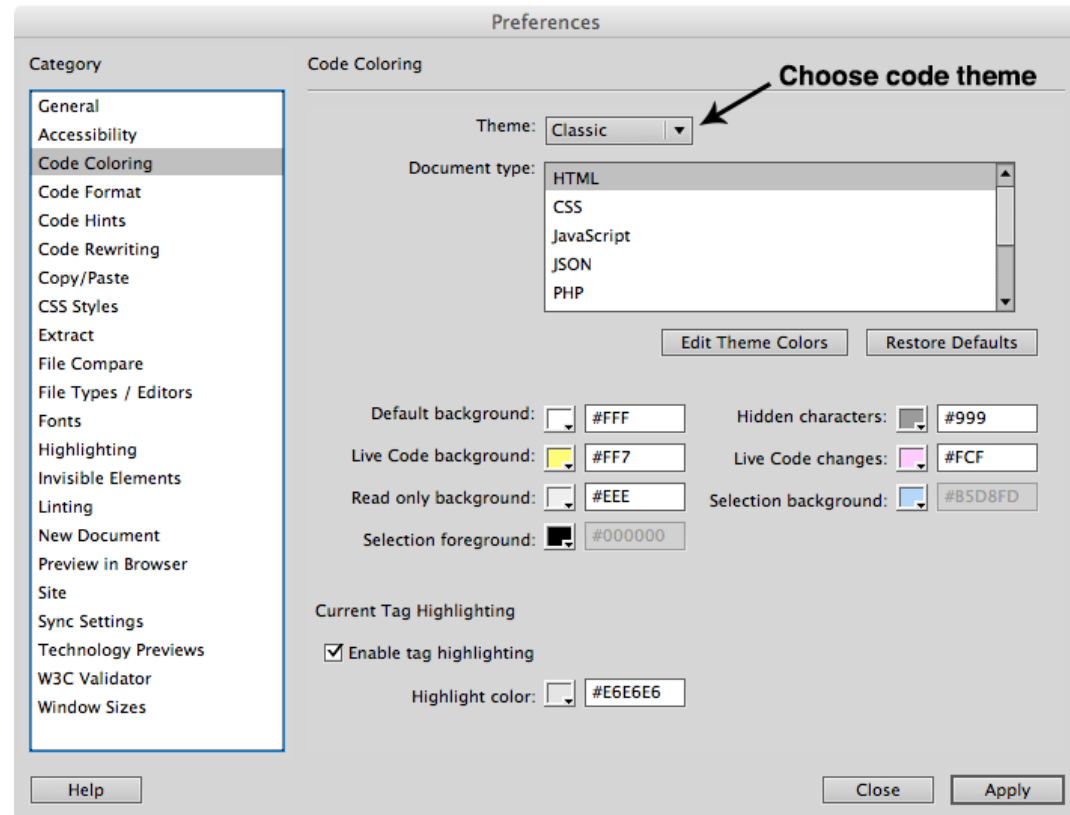 Preferences
Category
General
Accessibility
Code Coloring
Code Format
Code Hints
Code Rewriting
Copy/Paste
CSS Styles
Extract
File Compare
File Types / Editors
Fonts
Highlighting
Invisible Elements
Linting
New Document
Preview in Browser
Site
Sync Settings
Technology Previews
W3C Validator
Window Sizes
Code Coloring
Choose code theme
Theme: Classic
Document type:
HTML
CSS
JavaScript
JSON
PHP
Edit Theme Colors Restore Defaults
Default background: #FFF Hidden characters: #999
Live Code background: #FF7 Live Code changes: #FCF
Read only background: #EEE Selection background: #B5D8FD
Selection foreground: #000000
Current Tag Highlighting
Enable tag highlighting
Highlight color: #E6E6E6
Help Close Apply